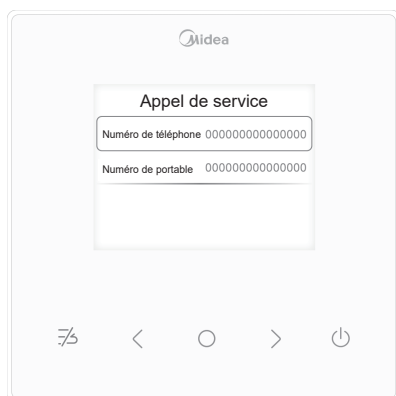 Midea
Appel de service
Numéro de téléphone 000000000000000
Numéro de portable 000000000000000